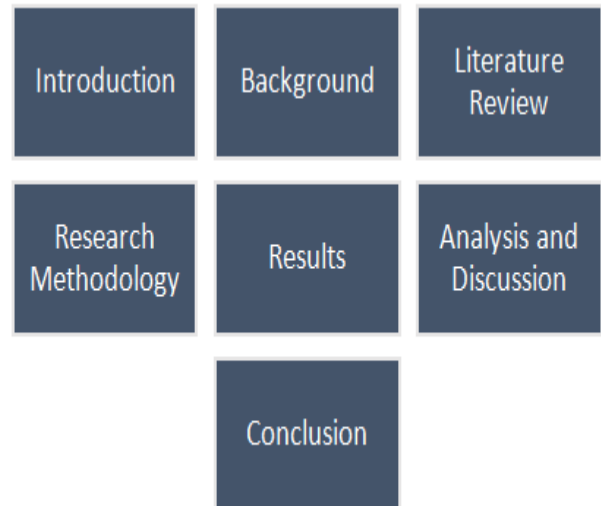 Introduction
Background
Literature
Review
Research
Methodology
Results
Analysis and
Discussion
Conclusion